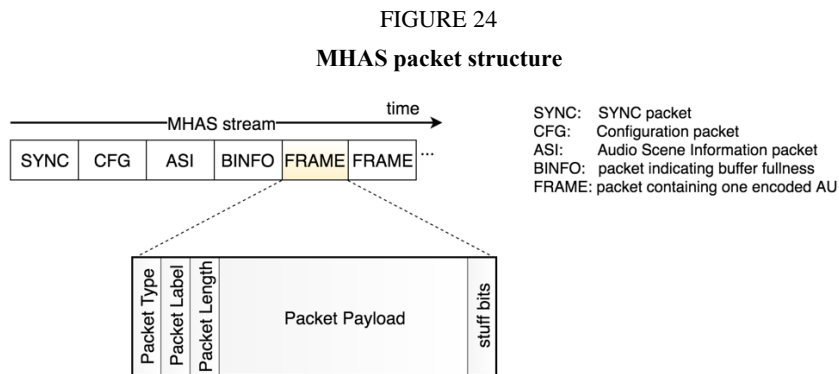 FIGURE 24
MHAS packet structure
time
MHAS stream
SYNC CFG ASI BINFO FRAME FRAME ...
SYNC: SYNC packet
CFG: Configuration packet
ASI: Audio Scene Information packet
BINFO: packet indicating buffer fullness
FRAME: packet containing one encoded AU
Packet Type
Packet Label
Packet Length
Packet Payload
stuff bits